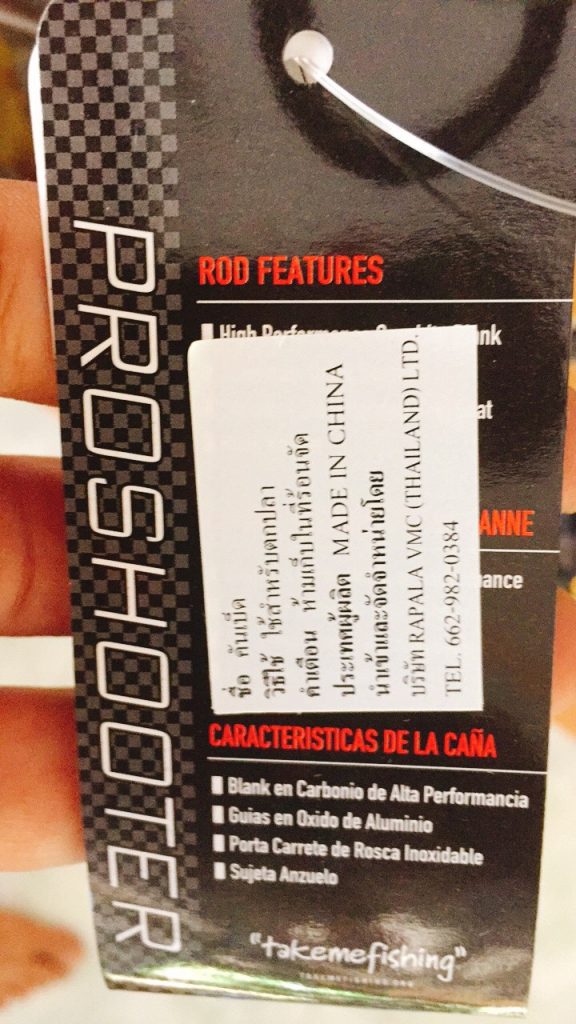 PROSHOOTER
ROD FEATURES
High Performance
ชื่อ คันเบ็ด
วิธีใช้ ใช้สำหรับตกปลา
คำเตือน ห้ามเก็บในที่ร้อนจัด
ประเทศผู้ผลิต MADE IN CHINA
นำเข้าและจัดจำหน่ายโดย
บริษัท RAPALA VMC (THAILAND) LTD.
TEL. 662-982-0384
CARACTERISTICAS DE LA CAÑA
Blank en Carbonio de Alta Performancia
Guias en Oxido de Aluminio
Porta Carrete de Rosca Inoxidable
Sujeta Anzuelo
"takemefishing"
TAKEMEFISHING.ORG